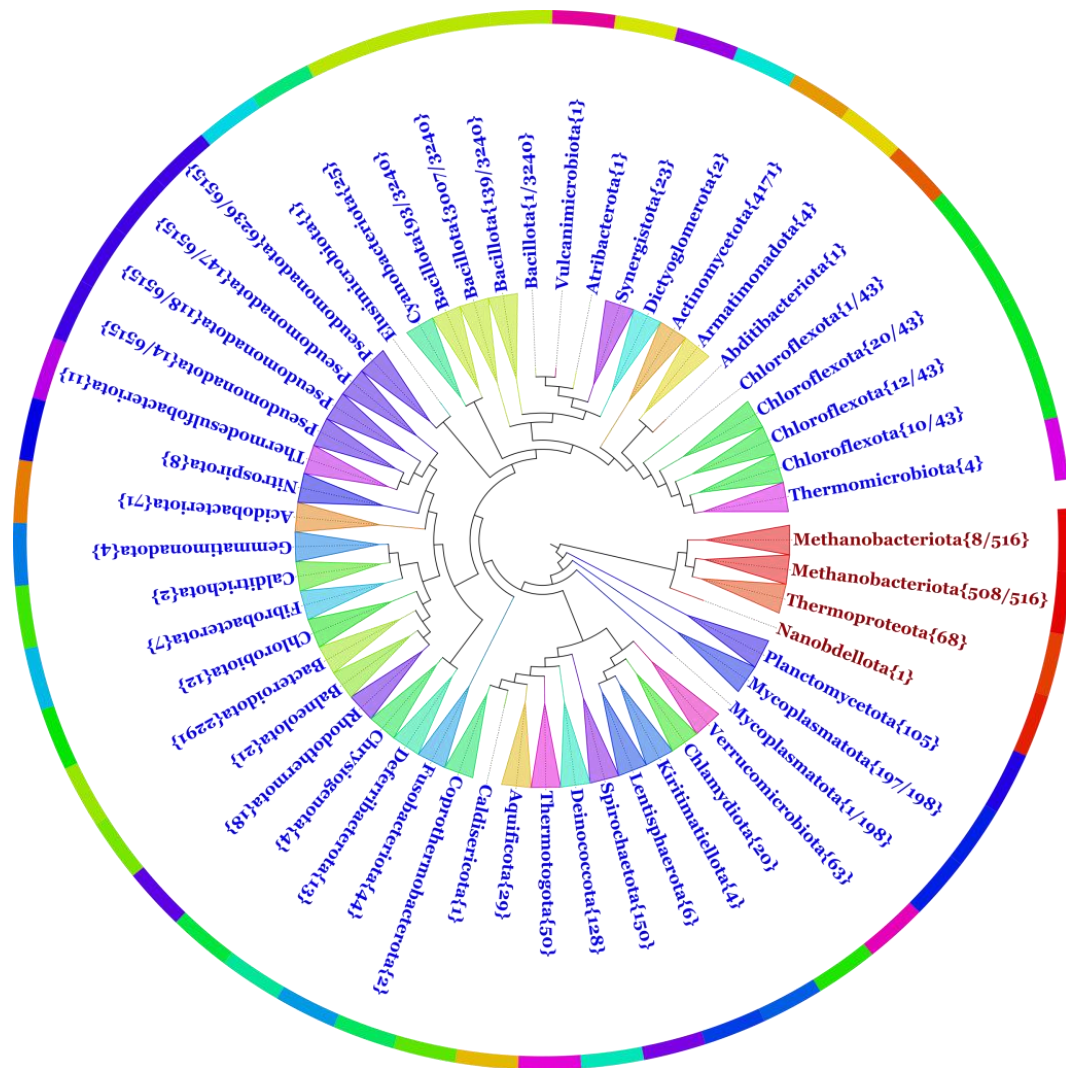 Vulcanimicrobiota{1}
Atribacterota{1}
Synergistota{23}
Dictyoglomerota{2}
Actinomycetota{4171}
Armatimonadota{4}
Abditibacteriota{1}
Chloroflexota{1/43}
Chloroflexota{20/43}
Chloroflexota{12/43}
Chloroflexota{10/43}
Thermomicrobiota{4}
Methanobacteriota{8/516}
Methanobacteriota{508/516}
Thermoproteota{68}
Nanobdellota{1}
Planctomycetota{105}
Mycoplasmatota{197/198}
Mycoplasmatota{1/198}
Verrucomicrobiota{63}
Chlamydiota{20}
Kiritimatiellota{4}
Lentisphaerota{6}
Spirochaetota{150}
Deinococcota{128}
Thermotogota{50}
Aquificota{29}
Caldisericota{1}
Coprothermobacterota{2}
Fusobacteriota{44}
Deferribacterota{13}
Chrysiogenota{4}
Rhodothermota{18}
Balneolota{21}
Bacteroidota{2291}
Chlorobiota{12}
Fibrobacterota{7}
Calditrichota{2}
Gemmatimonadota{4}
Acidobacteriota{71}
Nitrospirota{8}
Thermodesulfobacteriota{11}
Pseudomonadota{14/6515}
Pseudomonadota{118/6515}
Pseudomonadota{147/6515}
Pseudomonadota{6236/6515}
Elusimicrobiota{1}
Cyanobacteriota{25}
Bacillota{93/3240}
Bacillota{3007/3240}
Bacillota{139/3240}
Bacillota{1/3240}